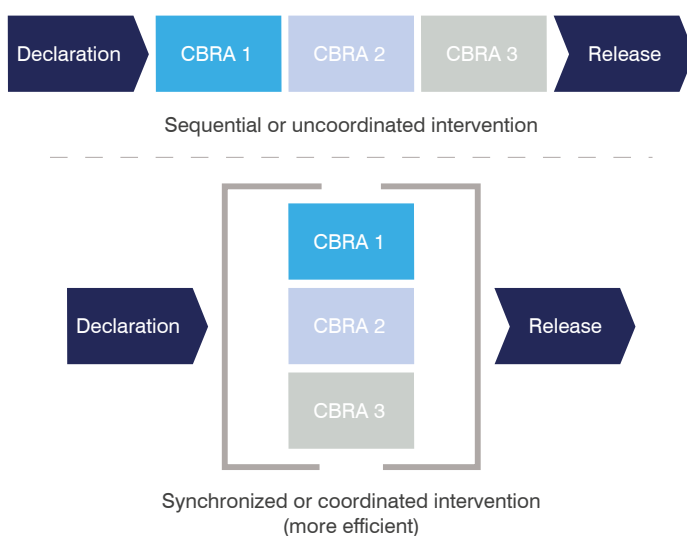 Declaration CBRA 1 CBRA 2 CBRA 3 Release
Sequential or uncoordinated intervention
CBRA 1
Declaration CBRA 2 Release
CBRA 3
Synchronized or coordinated intervention
(more efficient)